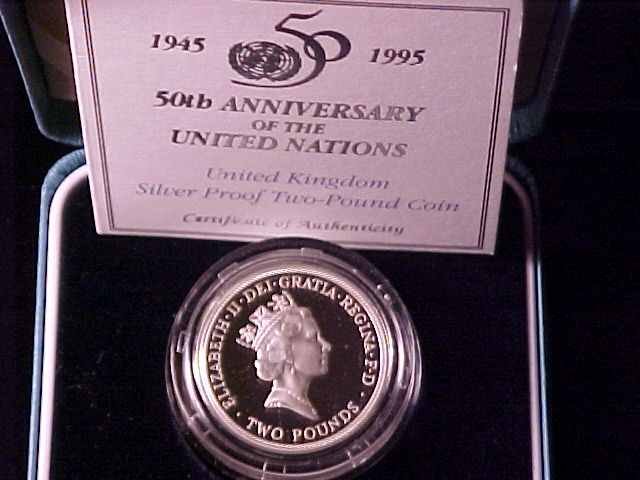 1945 50 1995
50th ANNIVERSARY
OF THE
UNITED NATIONS
United Kingdom
Silver Proof Two-Pound Coin
Certificate of Authenticity
ELIZABETH·II·DEI·GRATIA·REGINA·F·D·
TWO POUNDS